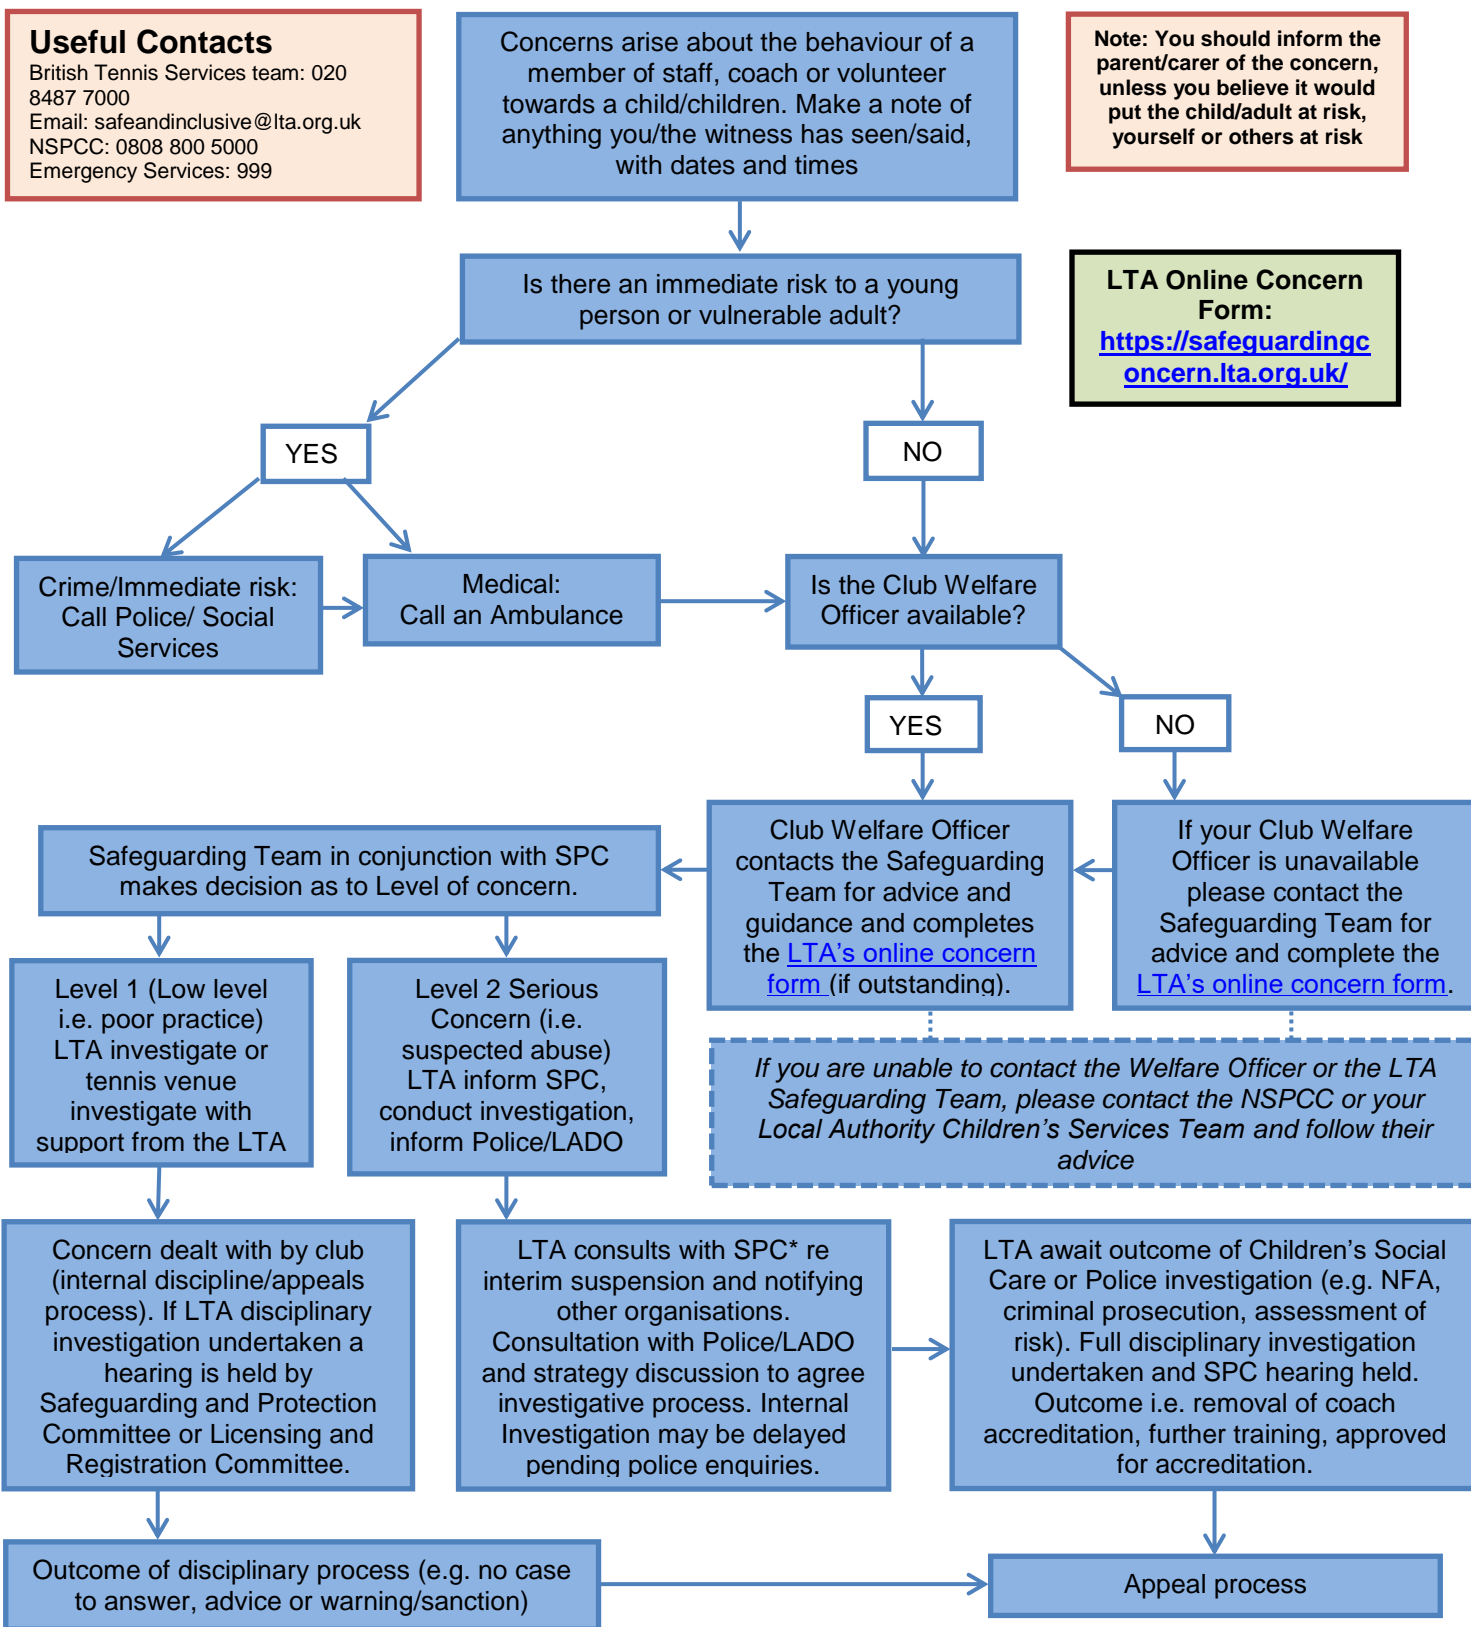 Useful Contacts
British Tennis Services team: 020
8487 7000
Email: safeandinclusive@lta.org.uk
NSPCC: 0808 800 5000
Emergency Services: 999
Concerns arise about the behaviour of a
member of staff, coach or volunteer
towards a child/children. Make a note of
anything you/the witness has seen/said,
with dates and times
Note: You should inform the
parent/carer of the concern,
unless you believe it would
put the child/adult at risk,
yourself or others at risk
Is there an immediate risk to a young
person or vulnerable adult?
LTA Online Concern
Form:
https://safeguardingc
oncern.lta.org.uk/
YES
NO
Crime/Immediate risk:
Call Police/ Social
Services
Medical:
Call an Ambulance
Is the Club Welfare
Officer available?
YES
NO
Safeguarding Team in conjunction with SPC
makes decision as to Level of concern.
Club Welfare Officer
contacts the Safeguarding
Team for advice and
guidance and completes
the LTA's online concern
form (if outstanding).
If your Club Welfare
Officer is unavailable
please contact the
Safeguarding Team for
advice and complete the
LTA's online concern form.
Level 1 (Low level
i.e. poor practice)
LTA investigate or
tennis venue
investigate with
support from the LTA
Level 2 Serious
Concern (i.e.
suspected abuse)
LTA inform SPC,
conduct investigation,
inform Police/LADO
If you are unable to contact the Welfare Officer or the LTA
Safeguarding Team, please contact the NSPCC or your
Local Authority Children's Services Team and follow their
advice
Concern dealt with by club
(internal discipline/appeals
process). If LTA disciplinary
investigation undertaken a
hearing is held by
Safeguarding and Protection
Committee or Licensing and
Registration Committee.
LTA consults with SPC* re
interim suspension and notifying
other organisations.
Consultation with Police/LADO
and strategy discussion to agree
investigative process. Internal
Investigation may be delayed
pending police enquiries.
LTA await outcome of Children's Social
Care or Police investigation (e.g. NFA,
criminal prosecution, assessment of
risk). Full disciplinary investigation
undertaken and SPC hearing held.
Outcome i.e. removal of coach
accreditation, further training, approved
for accreditation.
Outcome of disciplinary process (e.g. no case
to answer, advice or warning/sanction)
Appeal process